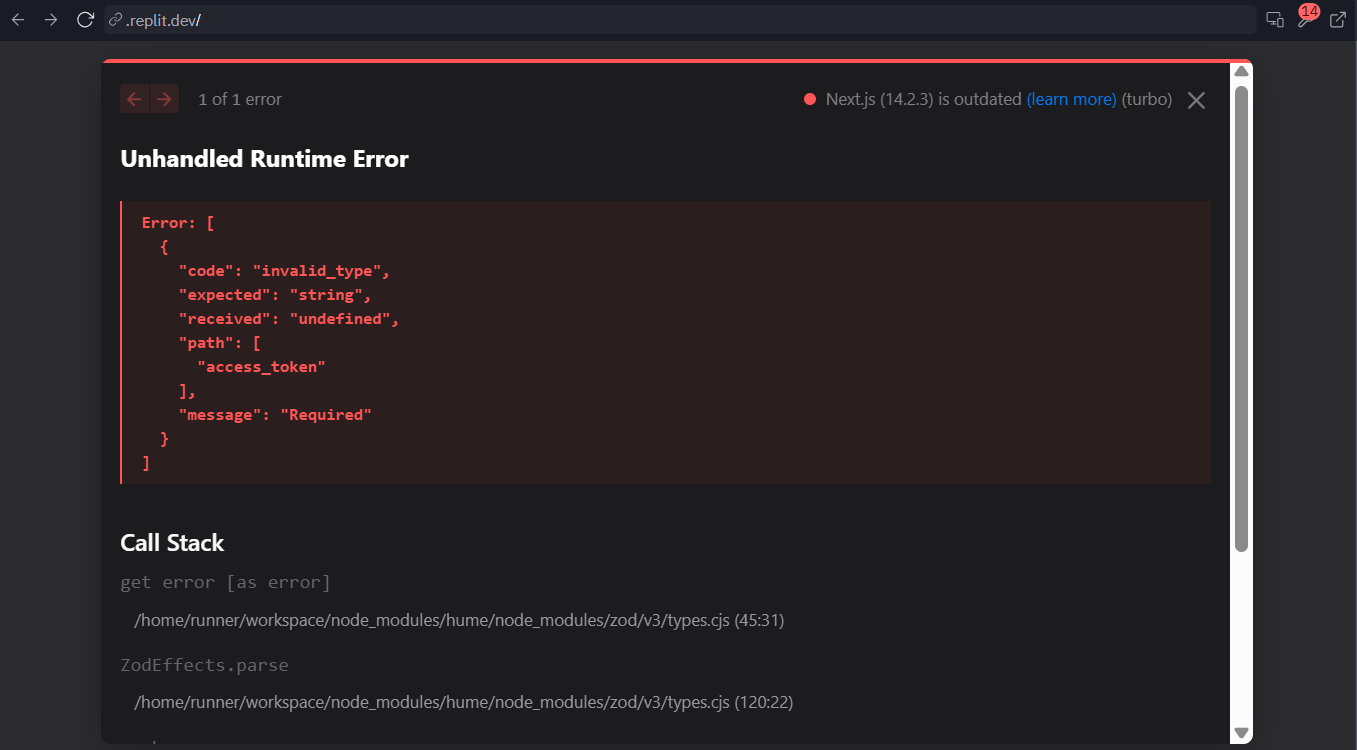 .replit.dev/
14
1 of 1 error
Next.js (14.2.3) is outdated (learn more) (turbo)
Unhandled Runtime Error
Error: [
  {
    "code": "invalid_type",
    "expected": "string",
    "received": "undefined",
    "path": [
      "access_token"
    ],
    "message": "Required"
  }
]
Call Stack
get error [as error]
/home/runner/workspace/node_modules/hume/node_modules/zod/v3/types.cjs (45:31)
ZodEffects.parse
/home/runner/workspace/node_modules/hume/node_modules/zod/v3/types.cjs (120:22)